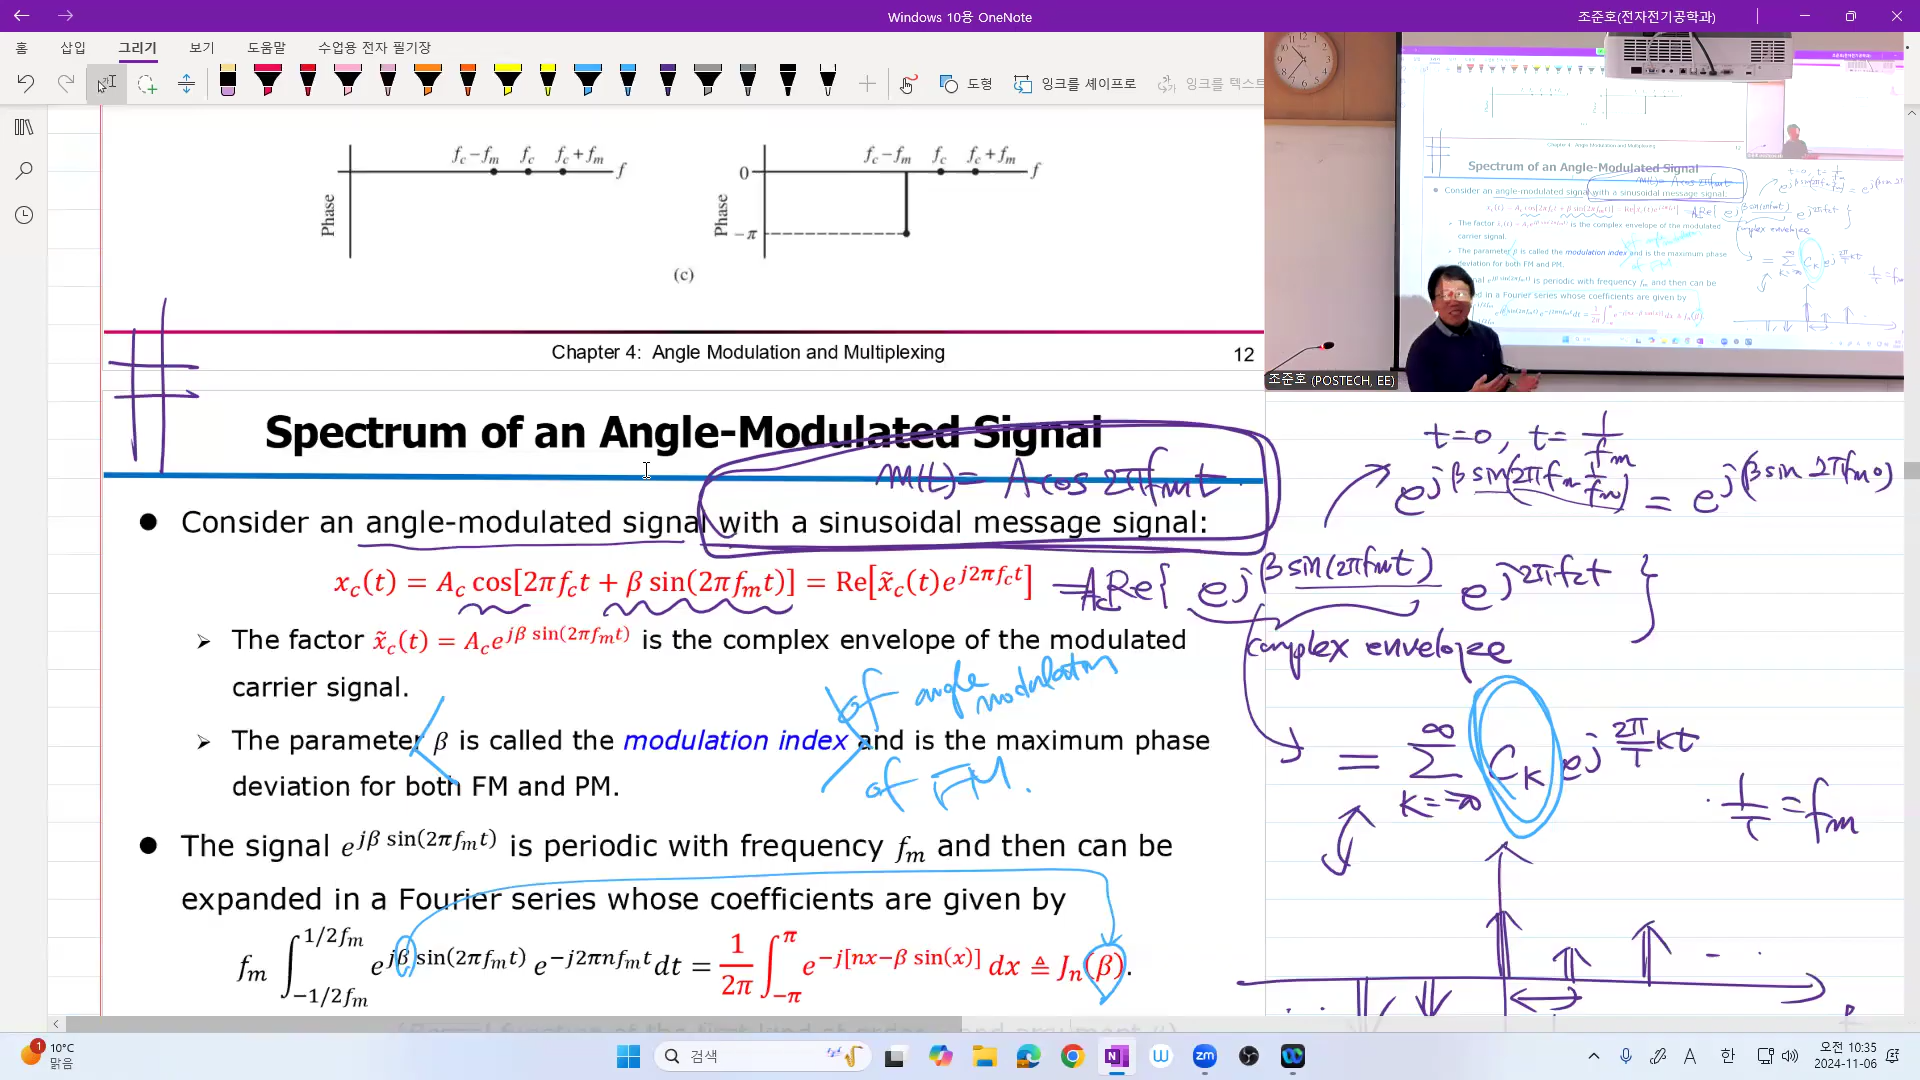 Windows 10용 OneNote
조준호(전자전기공학과)
홈 삽입 그리기 보기 도움말 수업용 전자 필기장
도형 잉크를 셰이프로 잉크를 텍스트
Phase
f_c − f_m f_c f_c + f_m f
Phase
0
−π
f_c − f_m f_c f_c + f_m f
(c)
Chapter 4: Angle Modulation and Multiplexing 12
조준호 (POSTECH, EE)
Spectrum of an Angle-Modulated Signal
m(t) = A cos 2πf_m t
● Consider an angle-modulated signal with a sinusoidal message signal:
x_c(t) = A_c cos[2πf_c t + β sin(2πf_m t)] = Re[x̃_c(t)e^{j2πf_c t}]
➢ The factor x̃_c(t) = A_c e^{jβ sin(2πf_m t)} is the complex envelope of the modulated
carrier signal.
of angle modulation
➢ The parameter β is called the modulation index and is the maximum phase
deviation for both FM and PM.
of FM.
● The signal e^{jβ sin(2πf_m t)} is periodic with frequency f_m and then can be
expanded in a Fourier series whose coefficients are given by
f_m ∫_{−1/2f_m}^{1/2f_m} e^{jβ sin(2πf_m t)} e^{−j2πnf_m t} dt = 1/2π ∫_{−π}^{π} e^{−j[nx−β sin(x)]} dx ≜ J_n(β).
t=0, t= 1/f_m
e^{jβ sin(2πf_m 1/f_m)} = e^{j(β sin 2πf_m 0)}
= A_c Re{ e^{jβ sin(2πf_m t)} e^{j2πf_c t} }
complex envelope
= ∑_{k=−∞}^{∞} C_k e^{j 2π/T kt}
1/T = f_m
10°C
맑음
검색
오전 10:35
2024-11-06